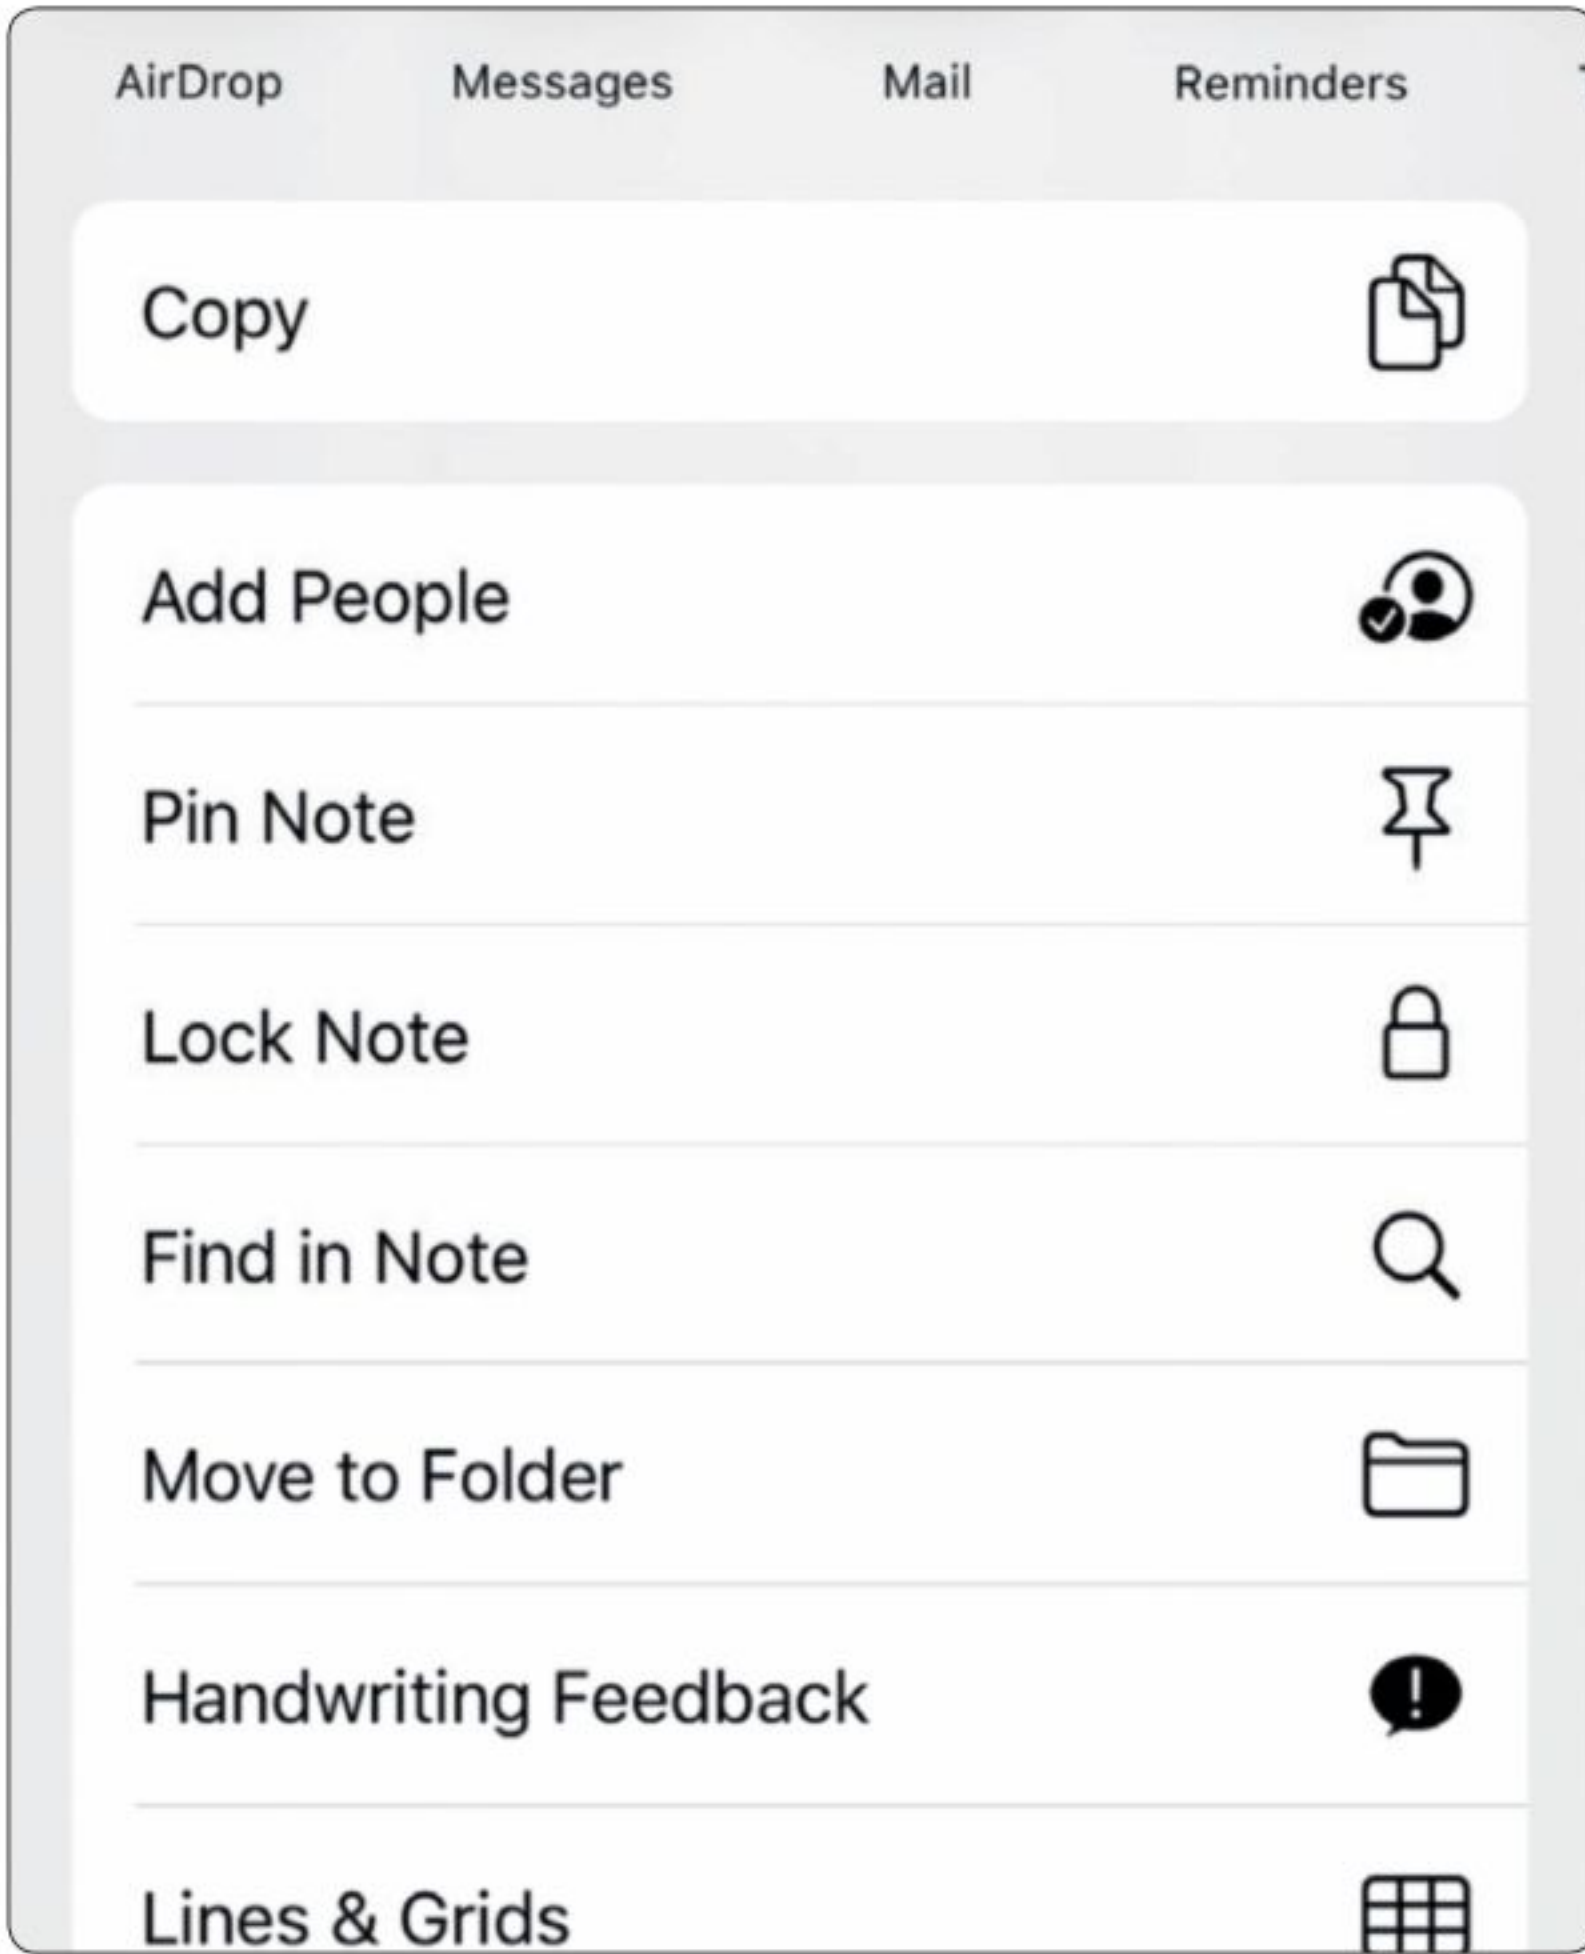 AirDrop Messages Mail Reminders
Copy
Add People
Pin Note
Lock Note
Find in Note
Move to Folder
Handwriting Feedback
Lines & Grids